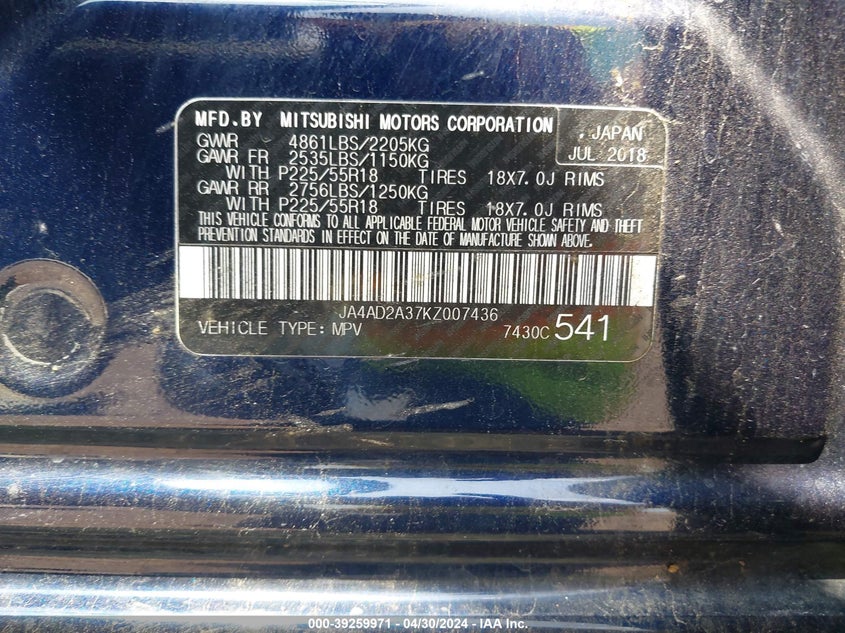 MFD.BY MITSUBISHI MOTORS CORPORATION , JAPAN
GVWR 4861LBS/2205KG JUL 2018
GAWR FR 2535LBS/1150KG
WITH P225/55R18 TIRES 18X7.0J RIMS
GAWR RR 2756LBS/1250KG
WITH P225/55R18 TIRES 18X7.0J RIMS
THIS VEHICLE CONFORMS TO ALL APPLICABLE FEDERAL MOTOR VEHICLE SAFETY AND THEFT
PREVENTION STANDARDS IN EFFECT ON THE DATE OF MANUFACTURE SHOWN ABOVE.
JA4AD2A37KZ007436
VEHICLE TYPE: MPV 7430C 541
000-39259971 - 04/30/2024 - IAA Inc.